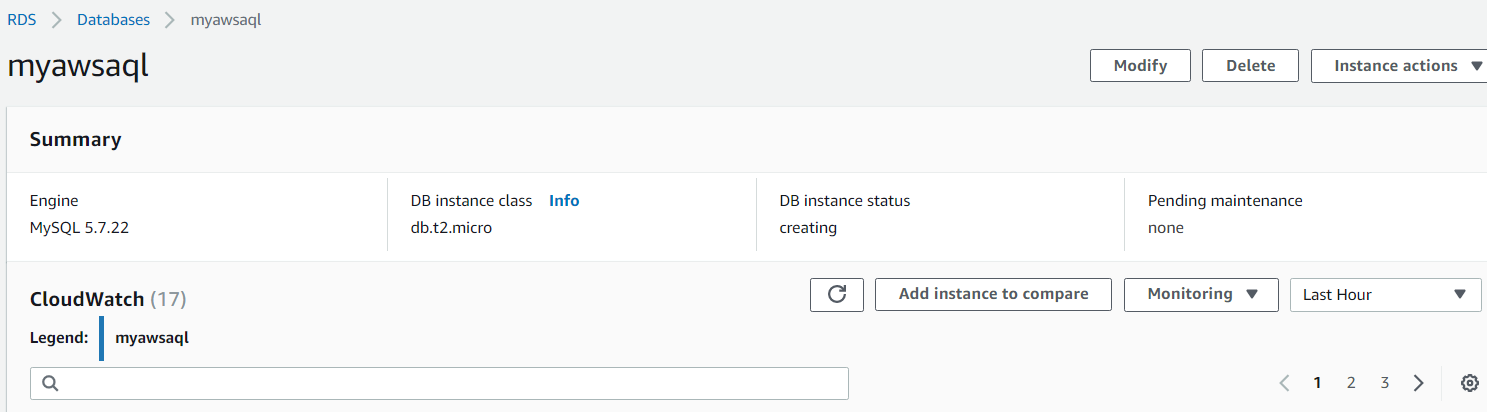 RDS Databases myawsaql
myawsaql Modify Delete Instance actions
Summary
Engine DB instance class Info DB instance status Pending maintenance
MySQL 5.7.22 db.t2.micro creating none
CloudWatch (17) Add instance to compare Monitoring Last Hour
Legend: myawsaql
1 2 3